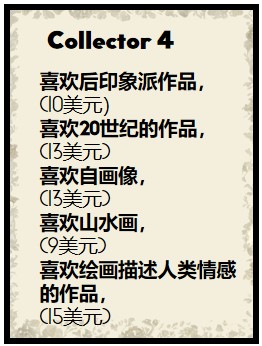 Collector 4
喜欢后印象派作品，
(10美元)
喜欢20世纪的作品，
(13美元)
喜欢自画像，
(13美元)
喜欢山水画，
(9美元)
喜欢绘画描述人类情感
的作品，
(15美元)